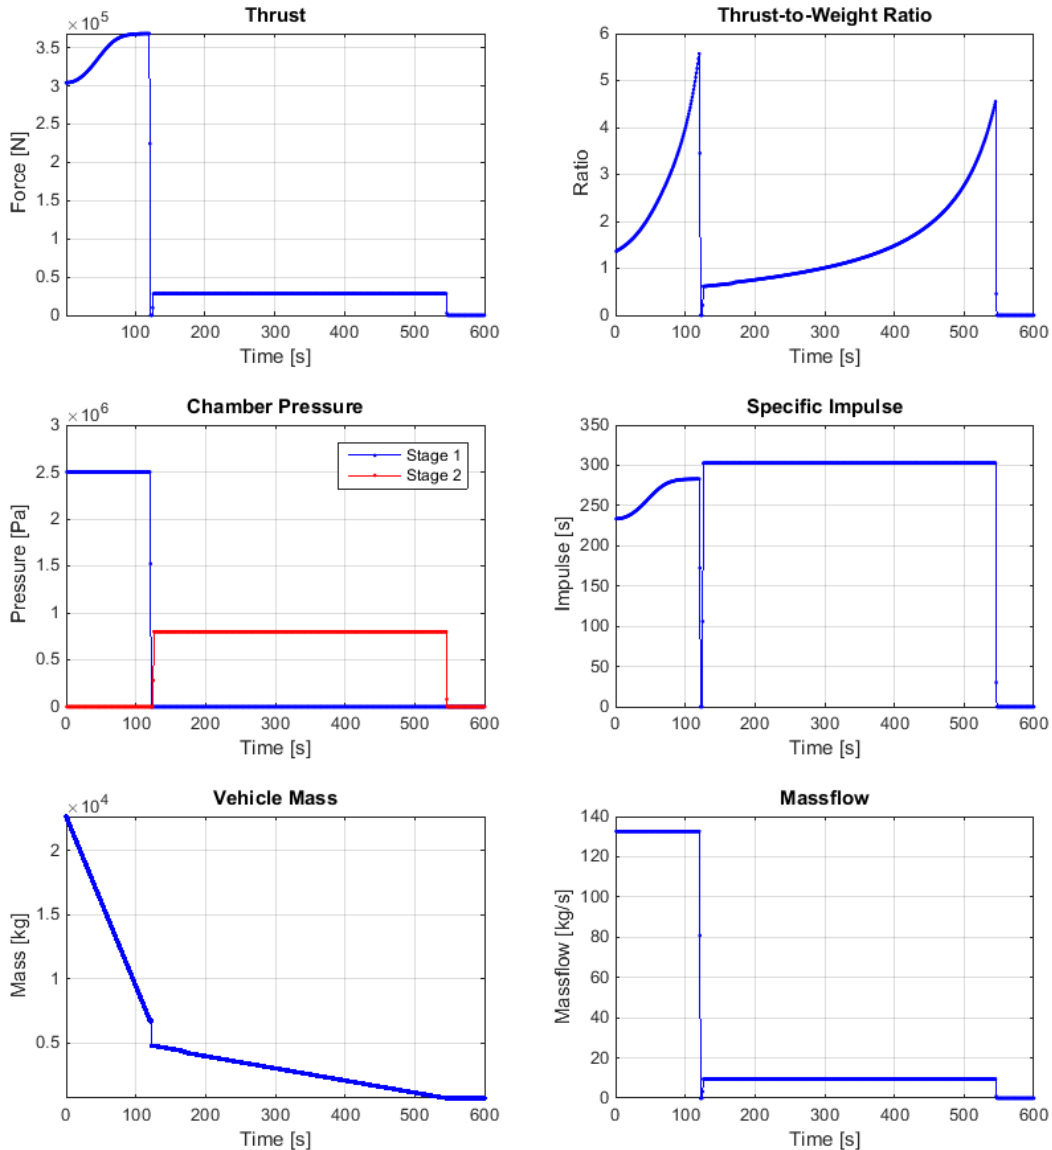 Thrust
×10⁵
3.5
3
2.5
2
1.5
1
0.5
0
Force [N]
100 200 300 400 500 600
Time [s]
Thrust-to-Weight Ratio
6
5
4
3
2
1
0
Ratio
0 100 200 300 400 500 600
Time [s]
Chamber Pressure
×10⁶
3
2.5
2
1.5
1
0.5
0
Pressure [Pa]
Stage 1
Stage 2
0 100 200 300 400 500 600
Time [s]
Specific Impulse
350
300
250
200
150
100
50
0
Impulse [s]
0 100 200 300 400 500 600
Time [s]
Vehicle Mass
×10⁴
2
1.5
1
0.5
Mass [kg]
0 100 200 300 400 500 600
Time [s]
Massflow
140
120
100
80
60
40
20
0
Massflow [kg/s]
0 100 200 300 400 500 600
Time [s]